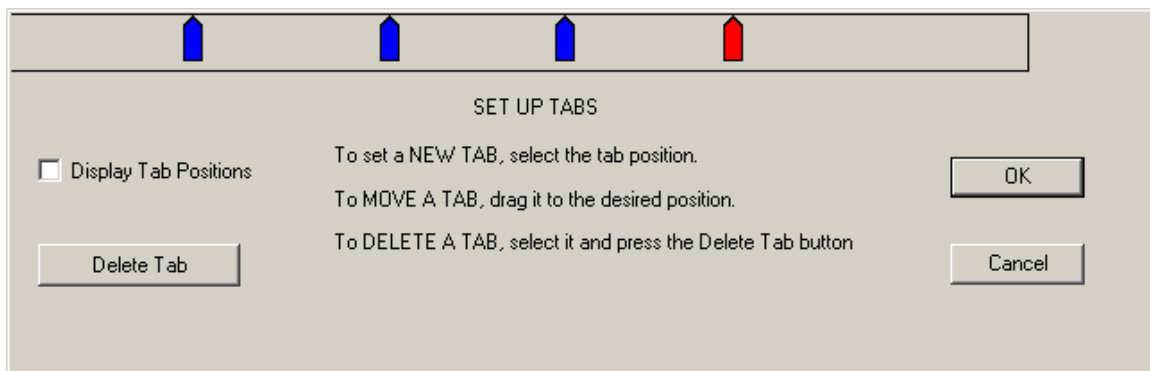 SET UP TABS
Display Tab Positions
To set a NEW TAB, select the tab position.
To MOVE A TAB, drag it to the desired position.
To DELETE A TAB, select it and press the Delete Tab button
Delete Tab
OK
Cancel